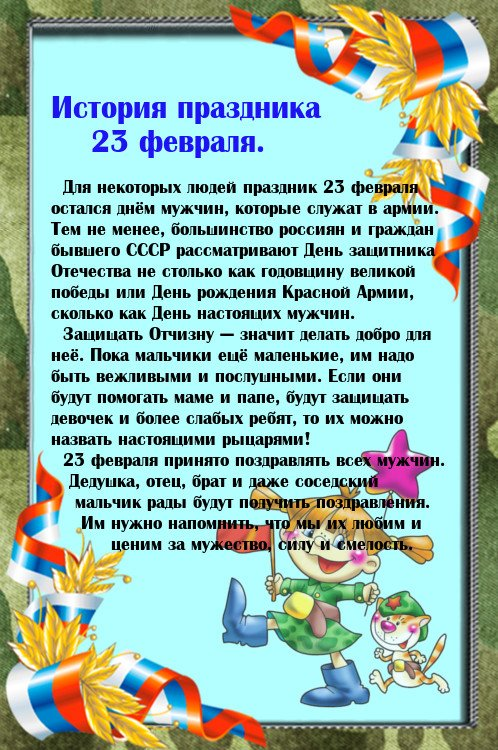 История праздника
23 февраля.
Для некоторых людей праздник 23 февраля
остался днём мужчин, которые служат в армии.
Тем не менее, большинство россиян и граждан
бывшего СССР рассматривают День защитника
Отечества не столько как годовщину великой
победы или День рождения Красной Армии,
сколько как День настоящих мужчин.
Защищать Отчизну — значит делать добро для
неё. Пока мальчики ещё маленькие, им надо
быть вежливыми и послушными. Если они
будут помогать маме и папе, будут защищать
девочек и более слабых ребят, то их можно
назвать настоящими рыцарями!
23 февраля принято поздравлять всех мужчин.
Дедушка, отец, брат и даже соседский
мальчик рады будут получить поздравления.
Им нужно напомнить, что мы их любим и
ценим за мужество, силу и смелость.